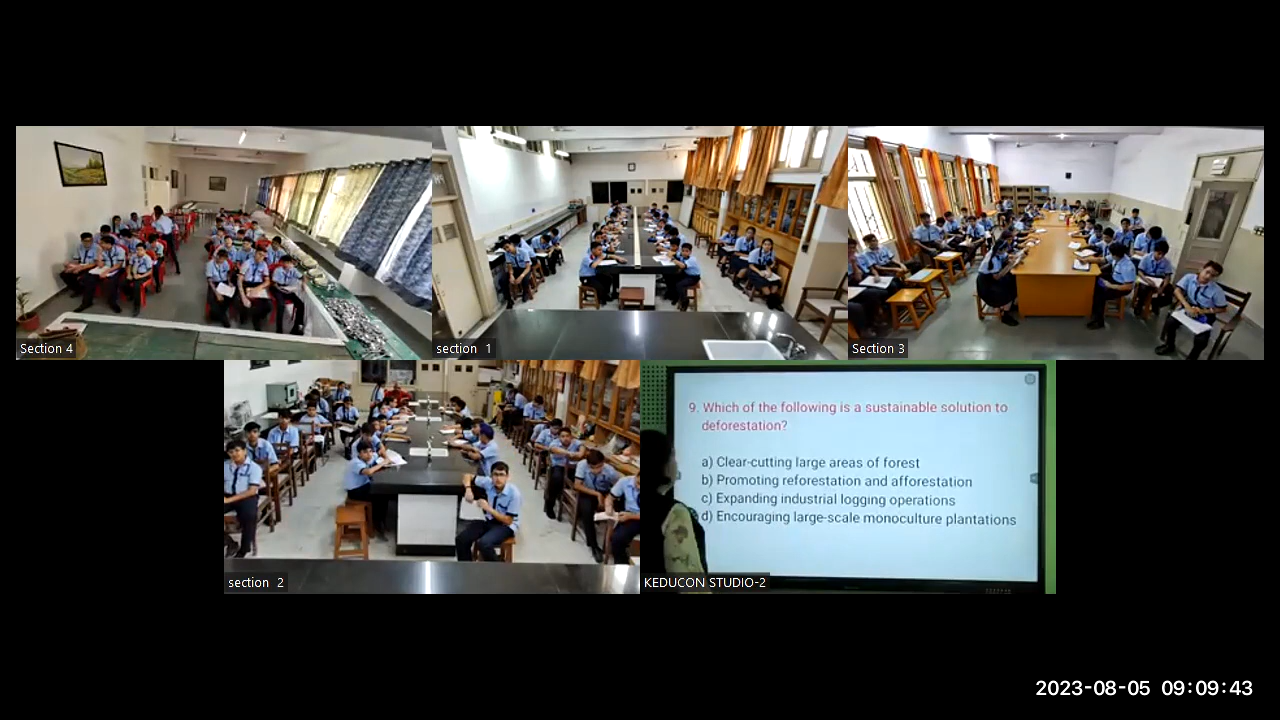 Section 4
section 1
Section 3
section 2
KEDUCON STUDIO-2
9. Which of the following is a sustainable solution to
deforestation?
a) Clear-cutting large areas of forest
b) Promoting reforestation and afforestation
c) Expanding industrial logging operations
d) Encouraging large-scale monoculture plantations
2023-08-05 09:09:43